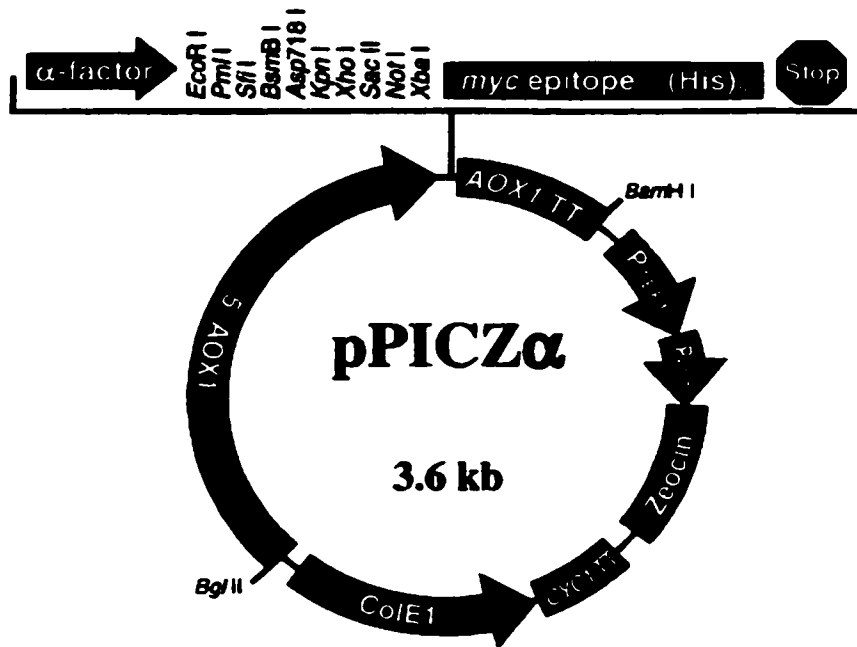 α-factor
EcoR I
Pml I
Sfi I
BsmB I
Asp718 I
Kpn I
Xho I
Sac II
Not I
Xba I
myc epitope (His)
Stop
AOX1 TT
BamH I
5 AOX1
pPICZα
3.6 kb
Zeocin
CYC1 TT
ColE1
Bgl II